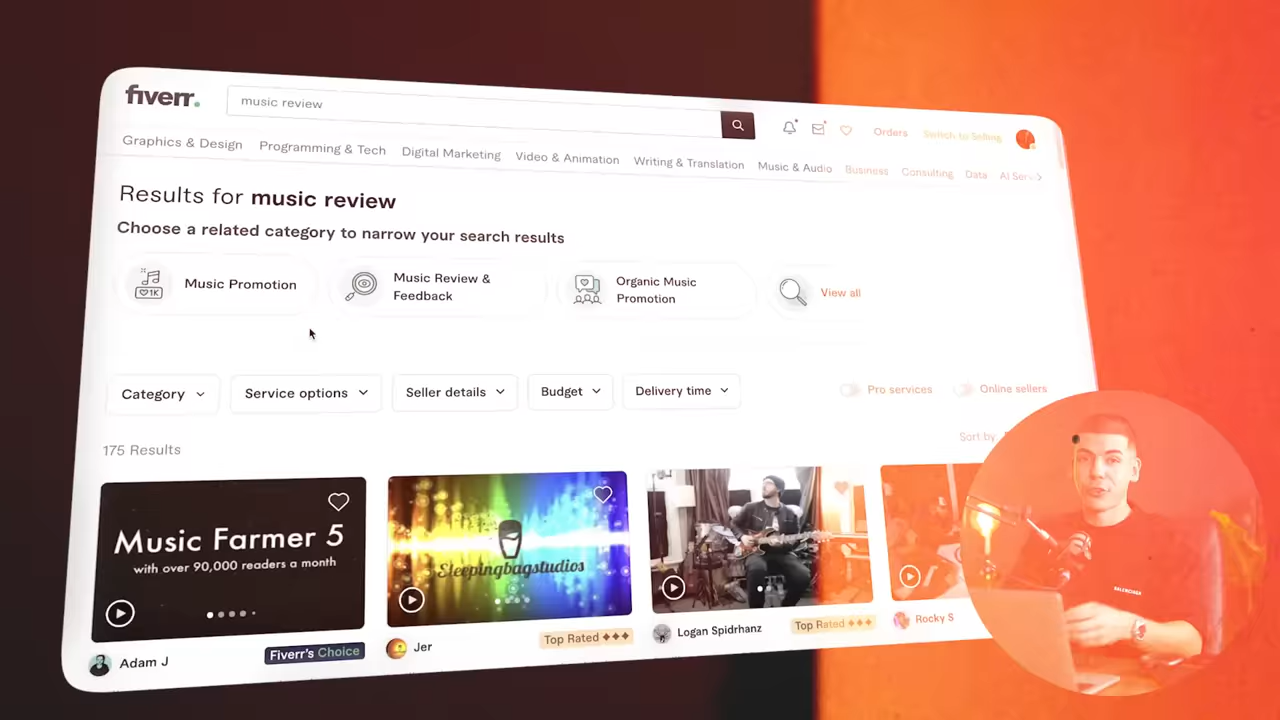 fiverr.
music review
Orders
Switch to Selling
Graphics & Design
Programming & Tech
Digital Marketing
Video & Animation
Writing & Translation
Music & Audio
Business
Consulting
Data
AI Serv
Results for music review
Choose a related category to narrow your search results
1K
Music Promotion
Music Review &
Feedback
Organic Music
Promotion
View all
Category
Service options
Seller details
Budget
Delivery time
Pro services
Online sellers
175 Results
Sort by
Music Farmer 5
with over 90,000 readers a month
Sleepingbagstudios
Adam J
Fiverr's Choice
Jer
Top Rated
Logan Spidrhanz
Top Rated
Rocky S
BALENCIAGA